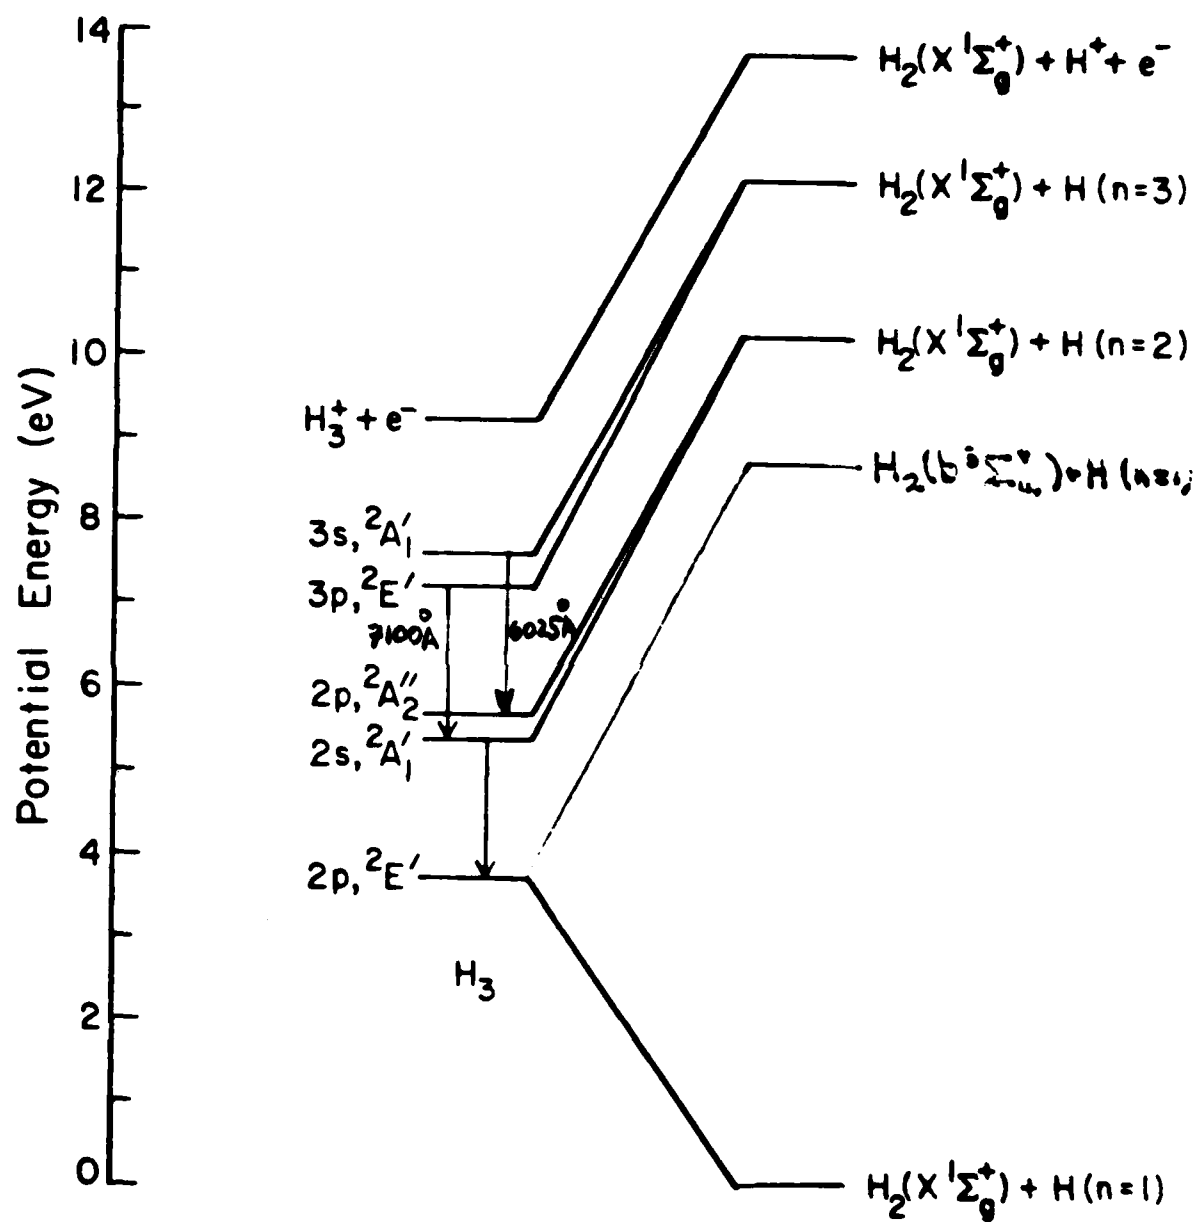 Potential Energy (eV)
14
12
10
8
6
4
2
0
H₂(X ¹Σg⁺) + H⁺ + e⁻
H₂(X ¹Σg⁺) + H (n=3)
H₂(X ¹Σg⁺) + H (n=2)
H₃⁺ + e⁻
H₂(b ) + H
3s, ²A₁′
3p, ²E′
7100Å
6025Å
2p, ²A₂″
2s, ²A₁′
2p, ²E′
H₃
H₂(X ¹Σg⁺) + H (n=1)